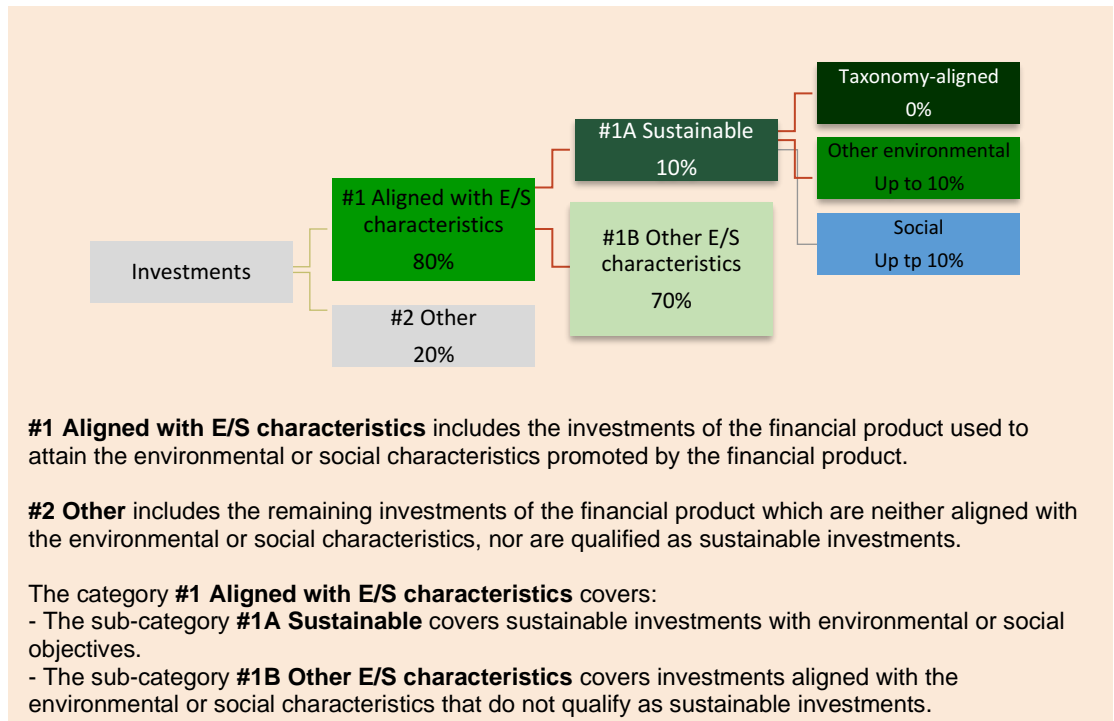 Taxonomy-aligned
0%
#1A Sustainable
10%
Other environmental
Up to 10%
#1 Aligned with E/S
characteristics
80%
Social
Up tp 10%
#1B Other E/S
characteristics
70%
Investments
#2 Other
20%
#1 Aligned with E/S characteristics includes the investments of the financial product used to
attain the environmental or social characteristics promoted by the financial product.
#2 Other includes the remaining investments of the financial product which are neither aligned with
the environmental or social characteristics, nor are qualified as sustainable investments.
The category #1 Aligned with E/S characteristics covers:
- The sub-category #1A Sustainable covers sustainable investments with environmental or social
objectives.
- The sub-category #1B Other E/S characteristics covers investments aligned with the
environmental or social characteristics that do not qualify as sustainable investments.